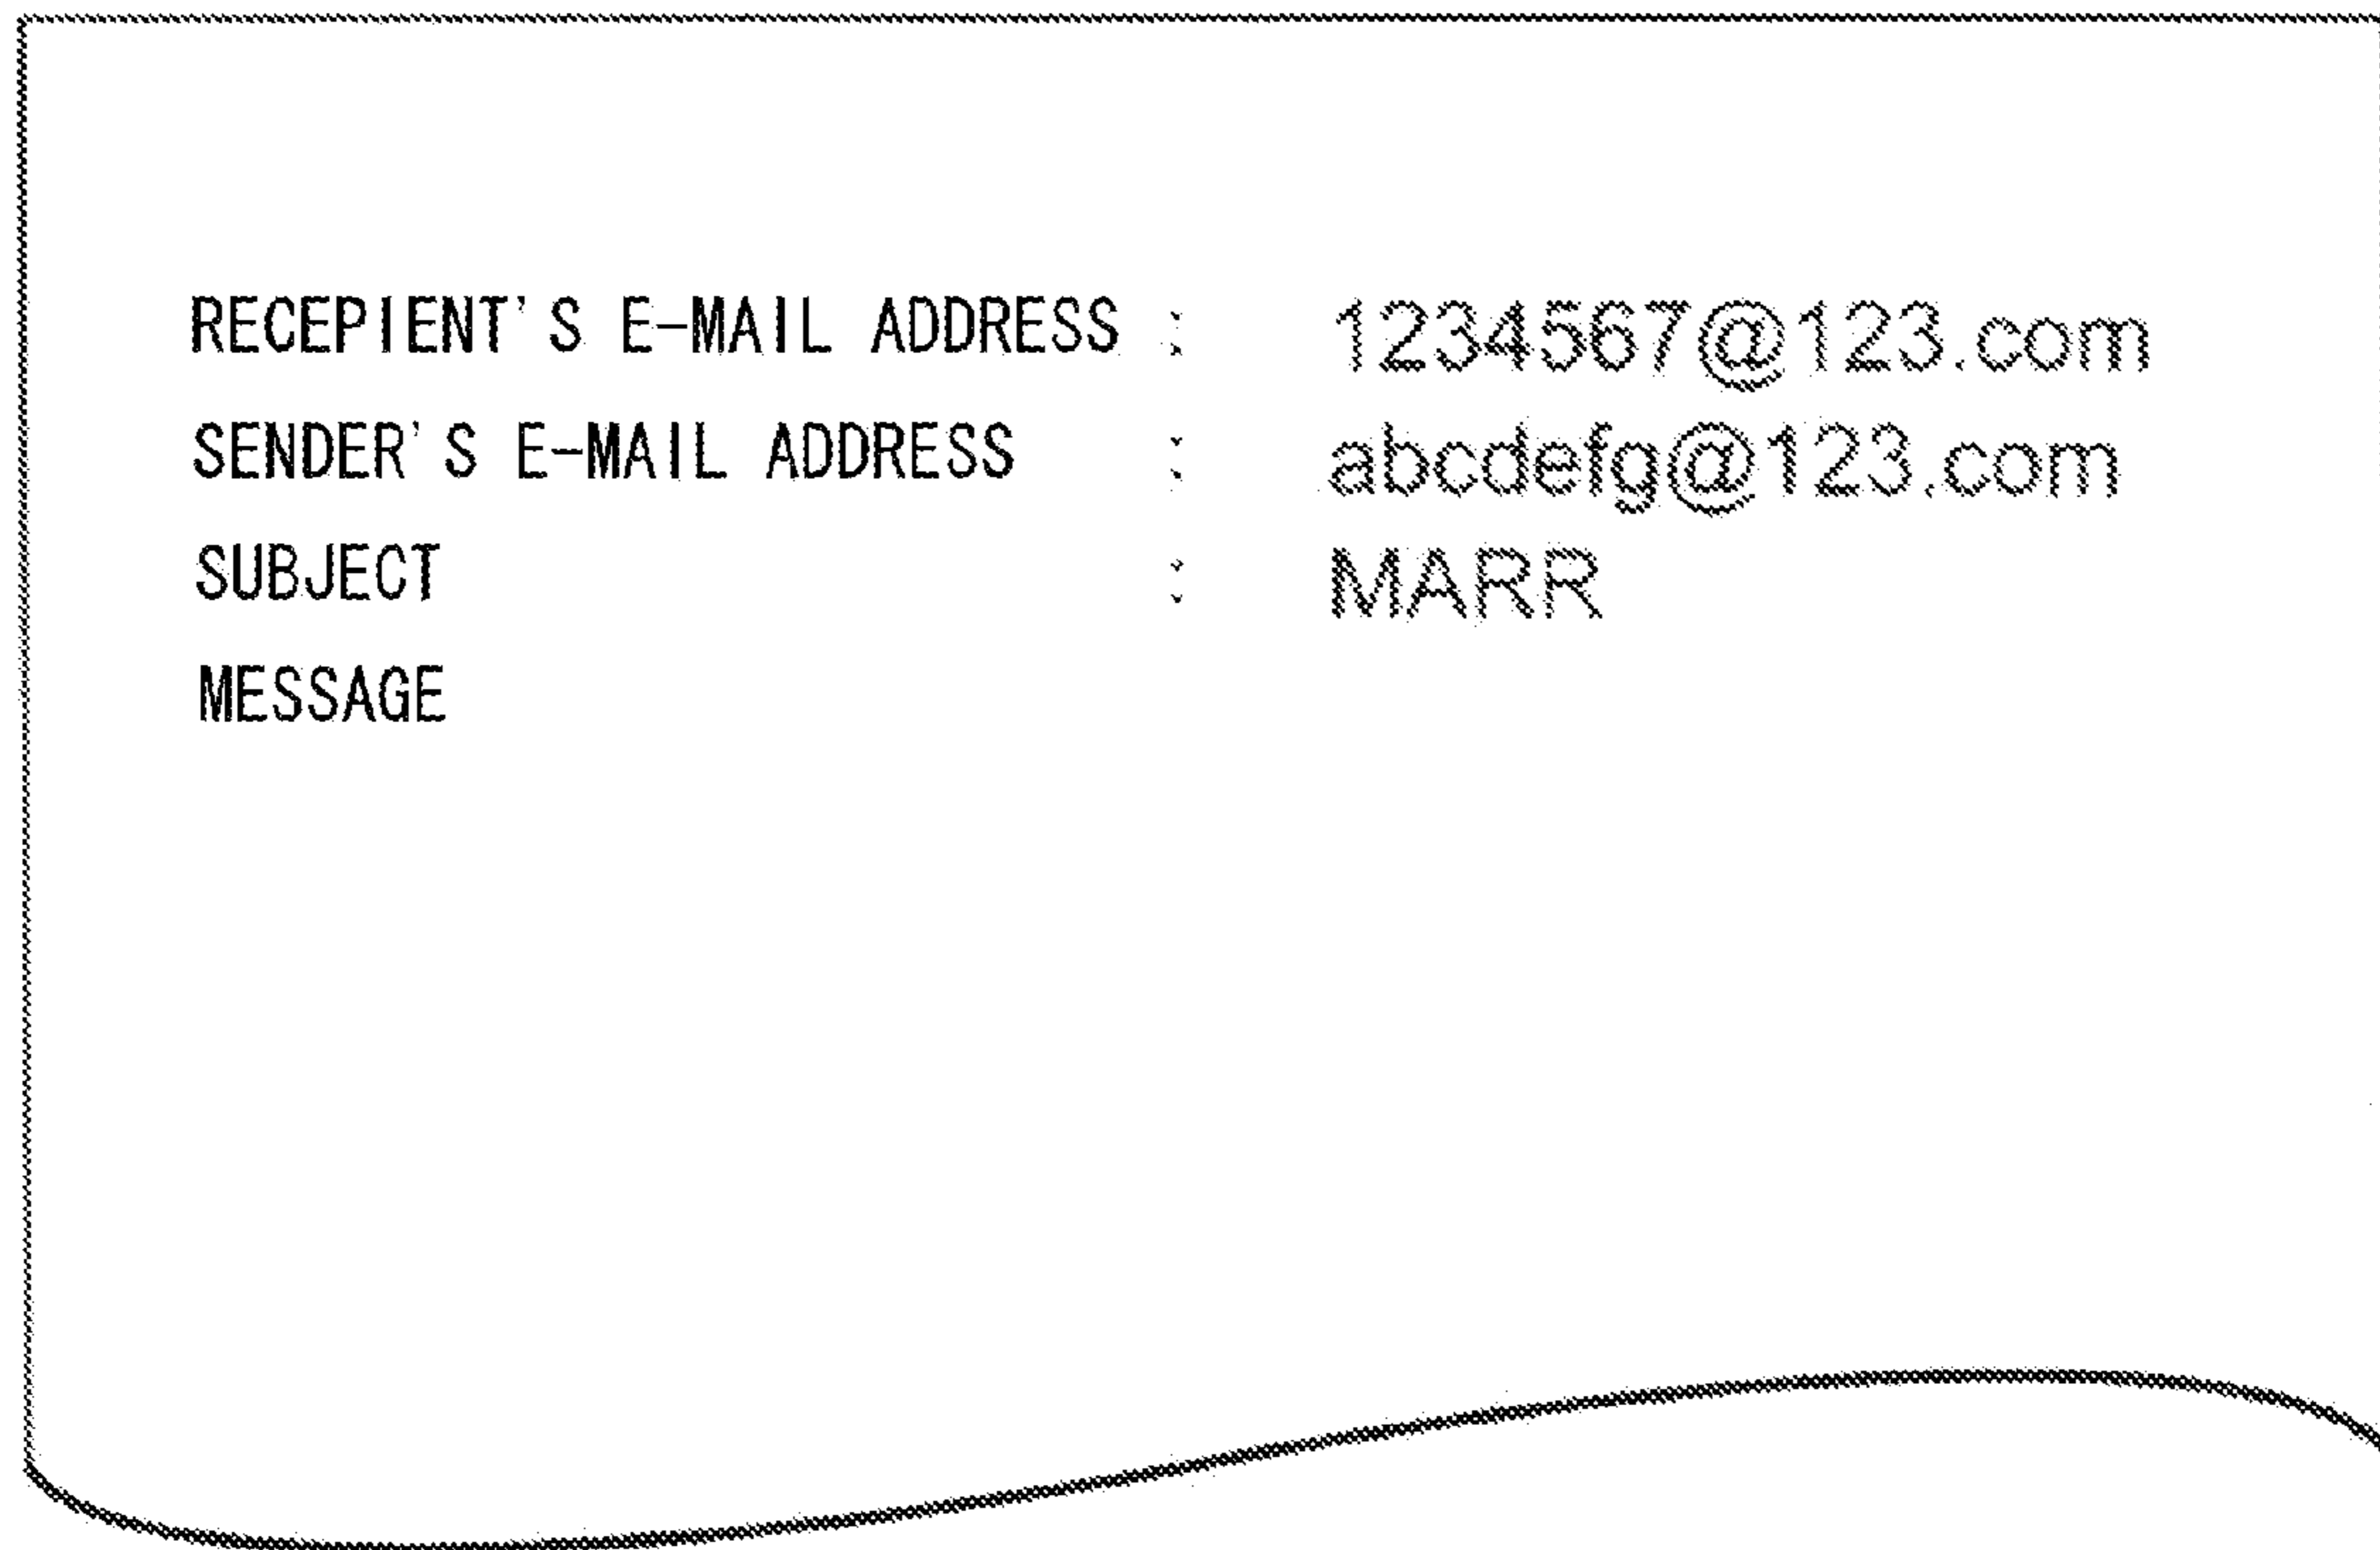 RECEPIENT'S E-MAIL ADDRESS : 1234567@123.com
SENDER'S E-MAIL ADDRESS : abcdefg@123.com
SUBJECT : MARR
MESSAGE